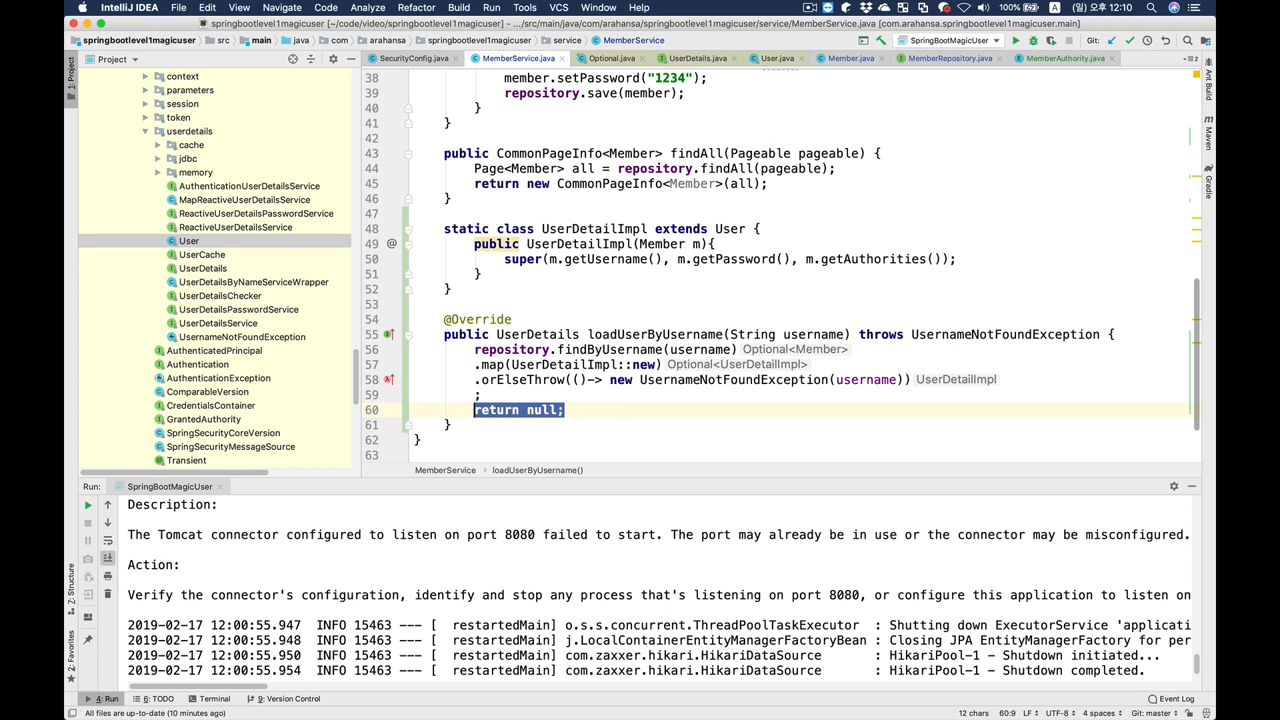 IntelliJ IDEA File Edit View Navigate Code Analyze Refactor Build Run Tools VCS Window Help 100% 일 오후 12:10
springbootlevel1magicuser [~/code/video/springbootlevel1magicuser] - .../src/main/java/com/arahansa/springbootlevel1magicuser/service/MemberService.java [com.arahansa.springbootlevel1magicuser.main]
springbootlevel1magicuser src main java com arahansa springbootlevel1magicuser service MemberService SpringBootMagicUser Git:
Project SecurityConfig.java MemberService.java Optional.java UserDetails.java User.java Member.java MemberRepository.java MemberAuthority.java
1: Project
Ant Build
Maven
Gradle
context
parameters
session
token
userdetails
cache
jdbc
memory
AuthenticationUserDetailsService
MapReactiveUserDetailsService
ReactiveUserDetailsPasswordService
ReactiveUserDetailsService
User
UserCache
UserDetails
UserDetailsByNameServiceWrapper
UserDetailsChecker
UserDetailsPasswordService
UserDetailsService
UsernameNotFoundException
AuthenticatedPrincipal
Authentication
AuthenticationException
ComparableVersion
CredentialsContainer
GrantedAuthority
SpringSecurityCoreVersion
SpringSecurityMessageSource
Transient
38 member.setPassword("1234");
39 repository.save(member);
40 }
41 }
42
43 public CommonPageInfo<Member> findAll(Pageable pageable) {
44 Page<Member> all = repository.findAll(pageable);
45 return new CommonPageInfo<Member>(all);
46 }
47
48 static class UserDetailImpl extends User {
49 @ public UserDetailImpl(Member m){
50 super(m.getUsername(), m.getPassword(), m.getAuthorities());
51 }
52 }
53
54 @Override
55 public UserDetails loadUserByUsername(String username) throws UsernameNotFoundException {
56 repository.findByUsername(username) Optional<Member>
57 .map(UserDetailImpl::new) Optional<UserDetailImpl>
58 .orElseThrow(()-> new UsernameNotFoundException(username)) UserDetailImpl
59 ;
60 return null;
61 }
62 }
63
MemberService loadUserByUsername()
Run: SpringBootMagicUser
Description:
The Tomcat connector configured to listen on port 8080 failed to start. The port may already be in use or the connector may be misconfigured.
Action:
Verify the connector's configuration, identify and stop any process that's listening on port 8080, or configure this application to listen on
2019-02-17 12:00:55.947 INFO 15463 --- [ restartedMain] o.s.s.concurrent.ThreadPoolTaskExecutor : Shutting down ExecutorService 'applicati
2019-02-17 12:00:55.948 INFO 15463 --- [ restartedMain] j.LocalContainerEntityManagerFactoryBean : Closing JPA EntityManagerFactory for per
2019-02-17 12:00:55.950 INFO 15463 --- [ restartedMain] com.zaxxer.hikari.HikariDataSource : HikariPool-1 - Shutdown initiated...
2019-02-17 12:00:55.954 INFO 15463 --- [ restartedMain] com.zaxxer.hikari.HikariDataSource : HikariPool-1 - Shutdown completed.
7: Structure
2: Favorites
4: Run 6: TODO Terminal 9: Version Control Event Log
All files are up-to-date (10 minutes ago) 12 chars 60:9 LF UTF-8 4 spaces Git: master